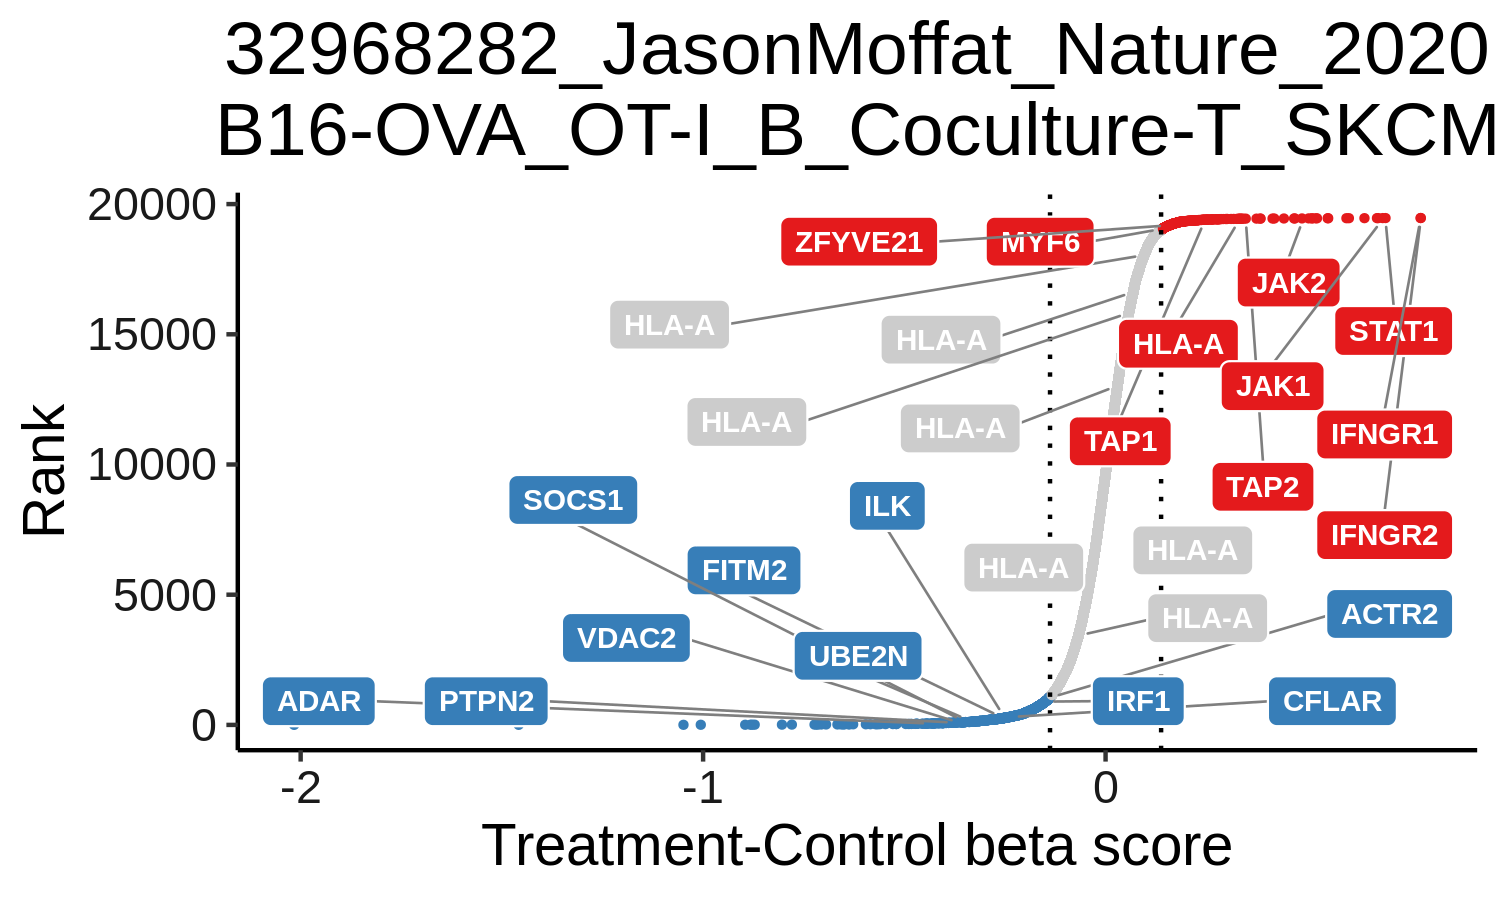 32968282_JasonMoffat_Nature_2020
B16-OVA_OT-I_B_Coculture-T_SKCM
20000
15000
10000
5000
0
Rank
ZFYVE21
MYF6
JAK2
HLA-A
HLA-A
STAT1
HLA-A
JAK1
HLA-A
HLA-A
TAP1
IFNGR1
TAP2
SOCS1
ILK
IFNGR2
HLA-A
HLA-A
FITM2
HLA-A
ACTR2
VDAC2
UBE2N
ADAR
PTPN2
IRF1
CFLAR
-2
-1
0
Treatment-Control beta score